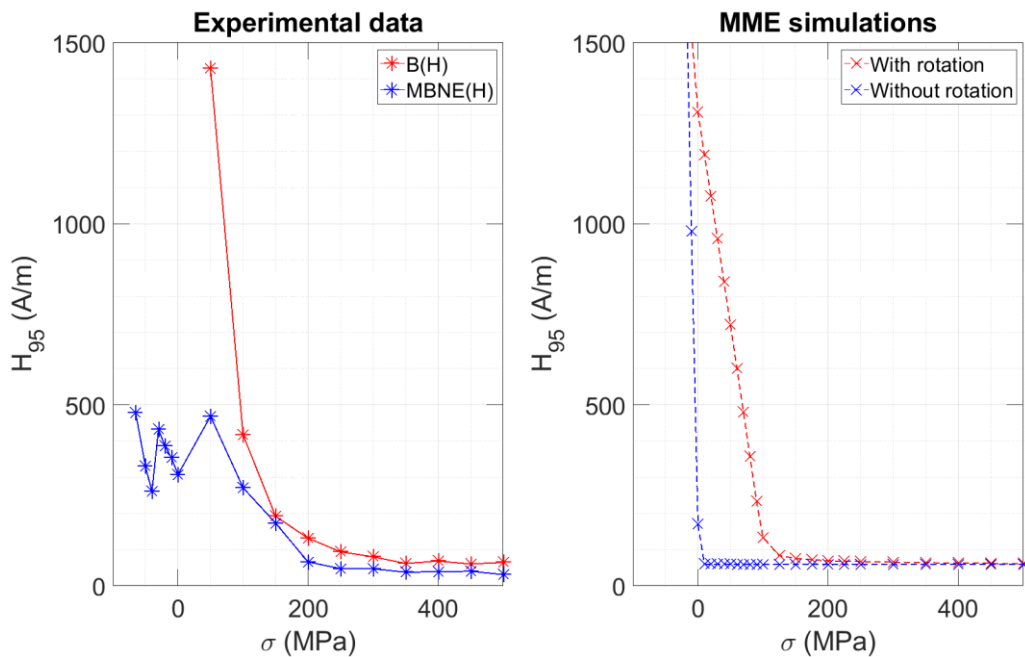 Experimental data
1500
1000
500
0
H95 (A/m)
0
200
400
σ (MPa)
B(H)
MBNE(H)
MME simulations
1500
1000
500
0
H95 (A/m)
0
200
400
σ (MPa)
With rotation
Without rotation